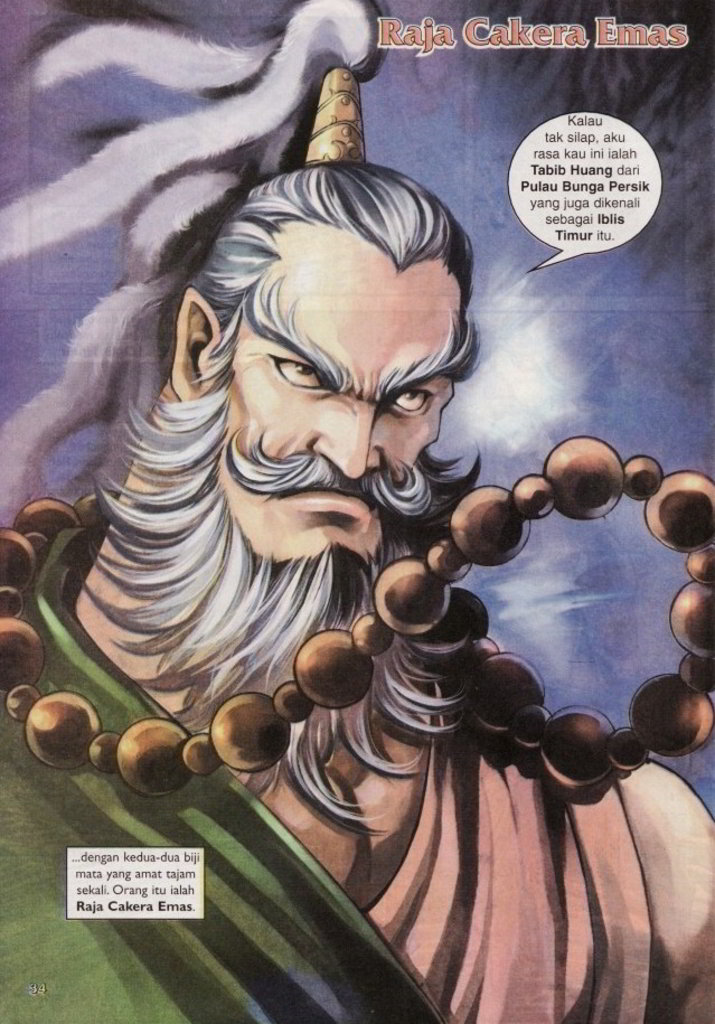 Raja Cakera Emas
Kalau
tak silap, aku
rasa kau ini ialah
Tabib Huang dari
Pulau Bunga Persik
yang juga dikenali
sebagai Iblis
Timur itu.
...dengan kedua-dua biji
mata yang amat tajam
sekali. Orang itu ialah
Raja Cakera Emas.
34